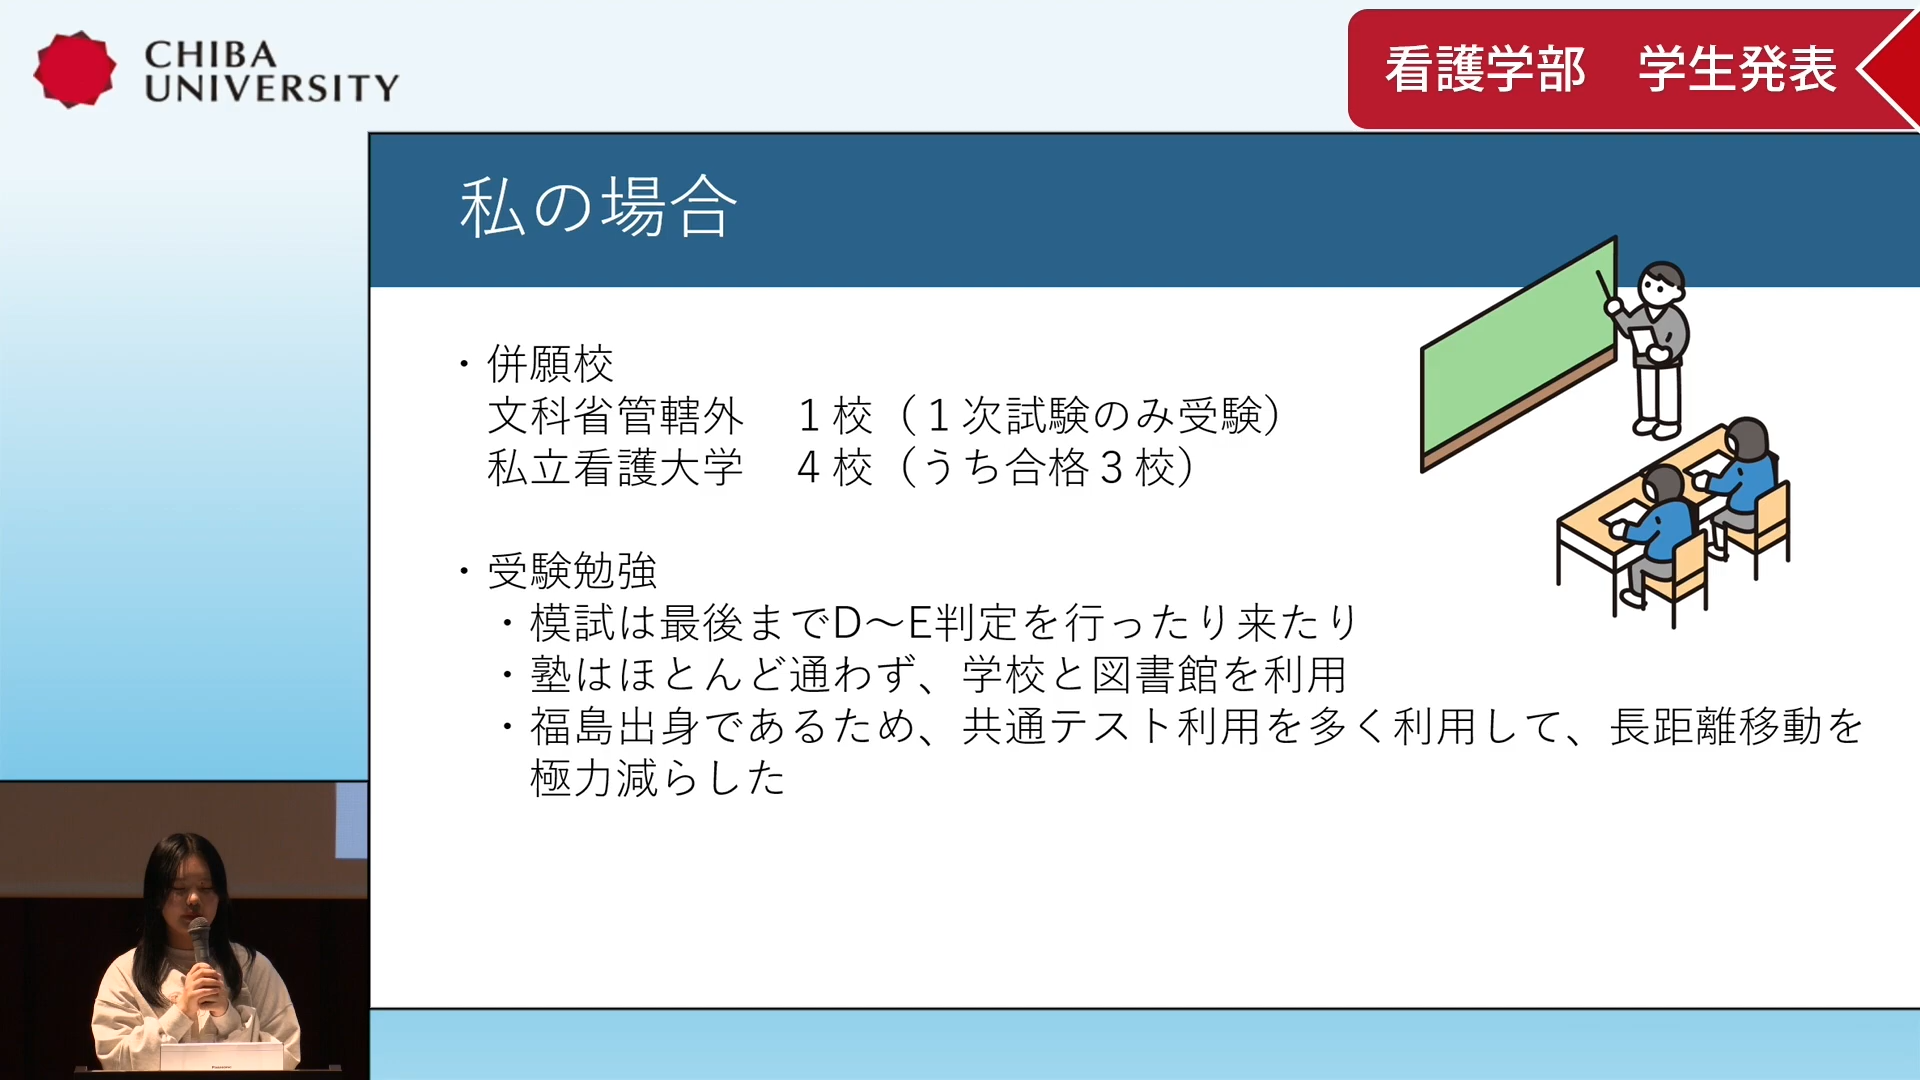 CHIBA
UNIVERSITY
看護学部　学生発表
私の場合
・併願校
文科省管轄外　１校（１次試験のみ受験）
私立看護大学　４校（うち合格３校）
・受験勉強
・模試は最後までD～E判定を行ったり来たり
・塾はほとんど通わず、学校と図書館を利用
・福島出身であるため、共通テスト利用を多く利用して、長距離移動を
極力減らした
Panasonic